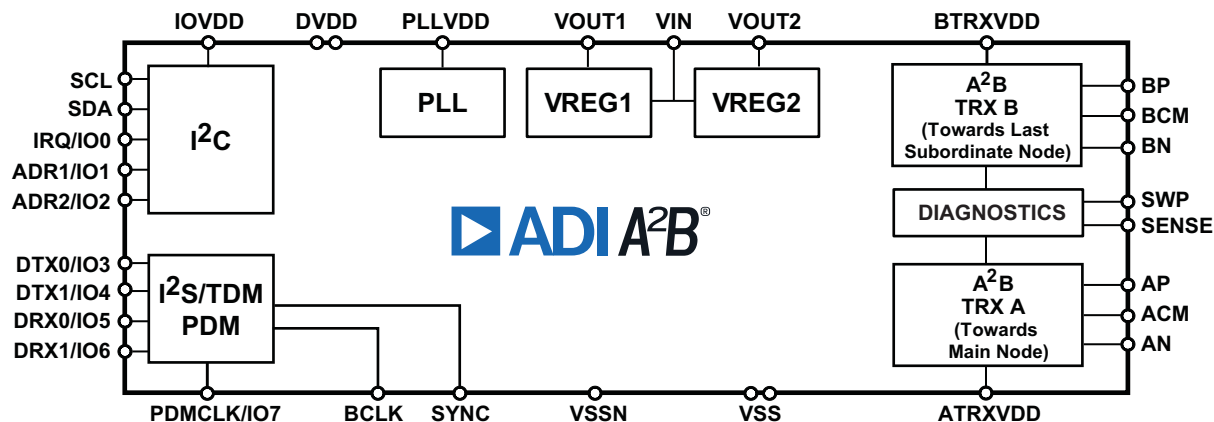 IOVDD
DVDD
PLLVDD
VOUT1
VIN
VOUT2
BTRXVDD
SCL
SDA
IRQ/IO0
ADR1/IO1
ADR2/IO2
I²C
PLL
VREG1
VREG2
A²B
TRX B
(Towards Last
Subordinate Node)
BP
BCM
BN
DIAGNOSTICS
SWP
SENSE
ADI A²B®
DTX0/IO3
DTX1/IO4
DRX0/IO5
DRX1/IO6
I²S/TDM
PDM
A²B
TRX A
(Towards
Main Node)
AP
ACM
AN
PDMCLK/IO7
BCLK
SYNC
VSSN
VSS
ATRXVDD